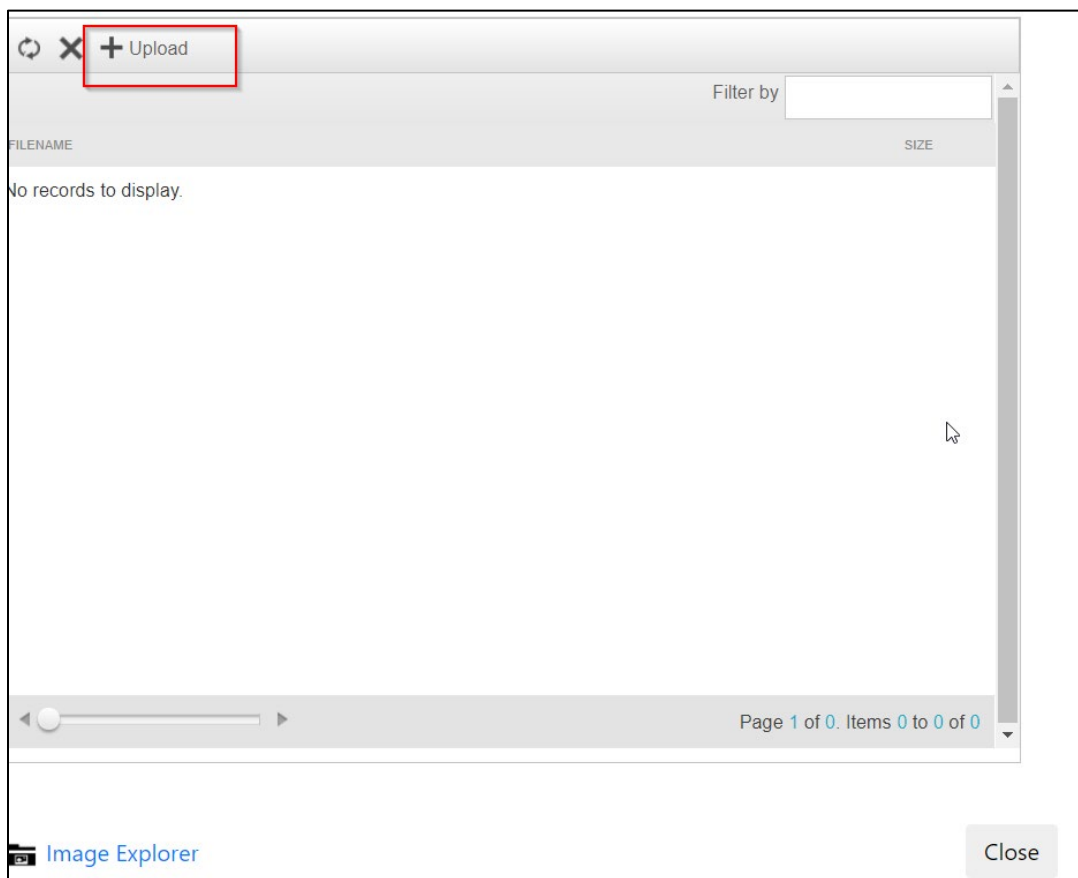 Upload
Filter by
FILENAME SIZE
No records to display.
Page 1 of 0. Items 0 to 0 of 0
Image Explorer
Close